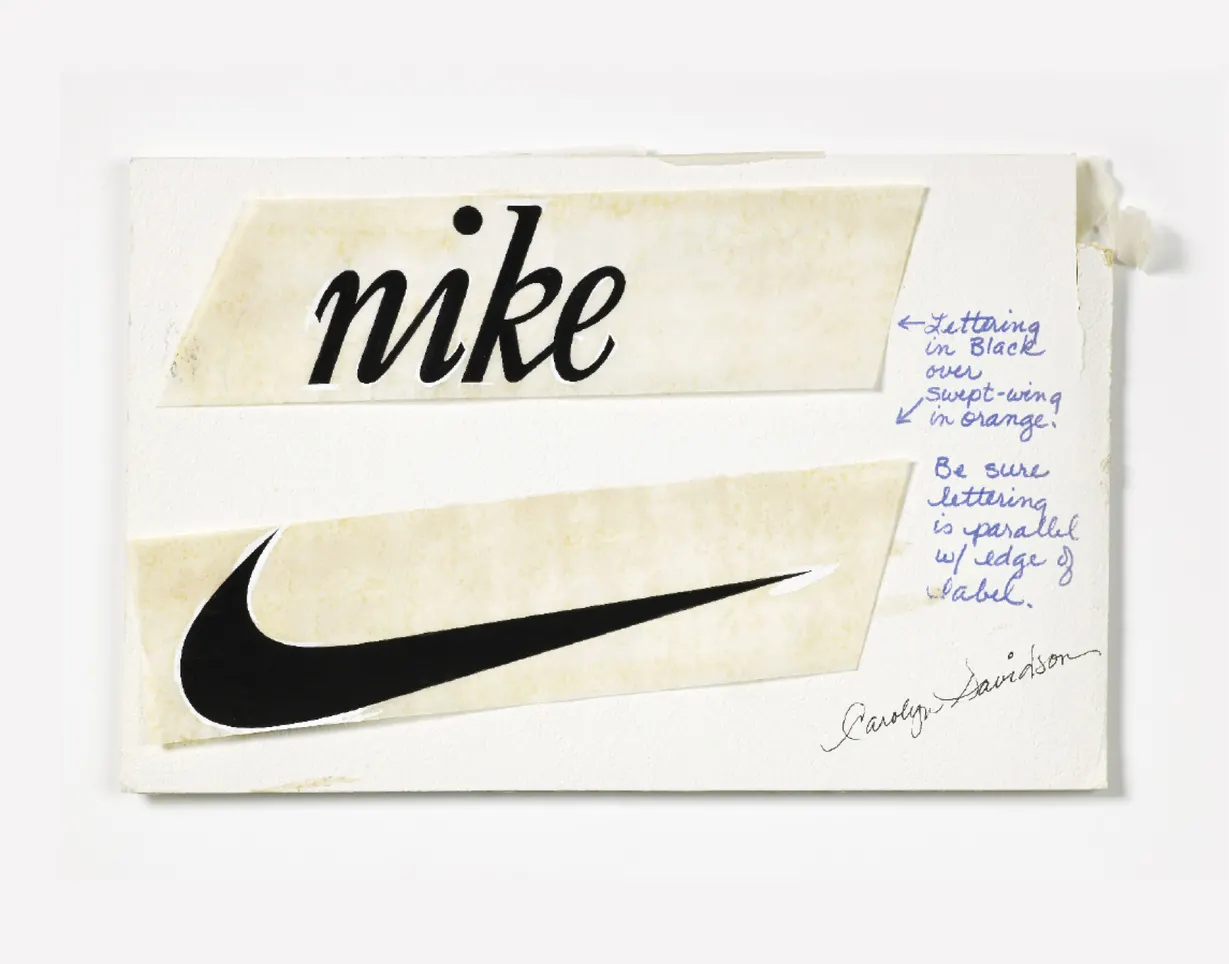 nike
← Lettering
in Black
over
swept-wing
↙ in orange.
Be sure
lettering
is parallel
w/ edge of
label.
Carolyn Davidson